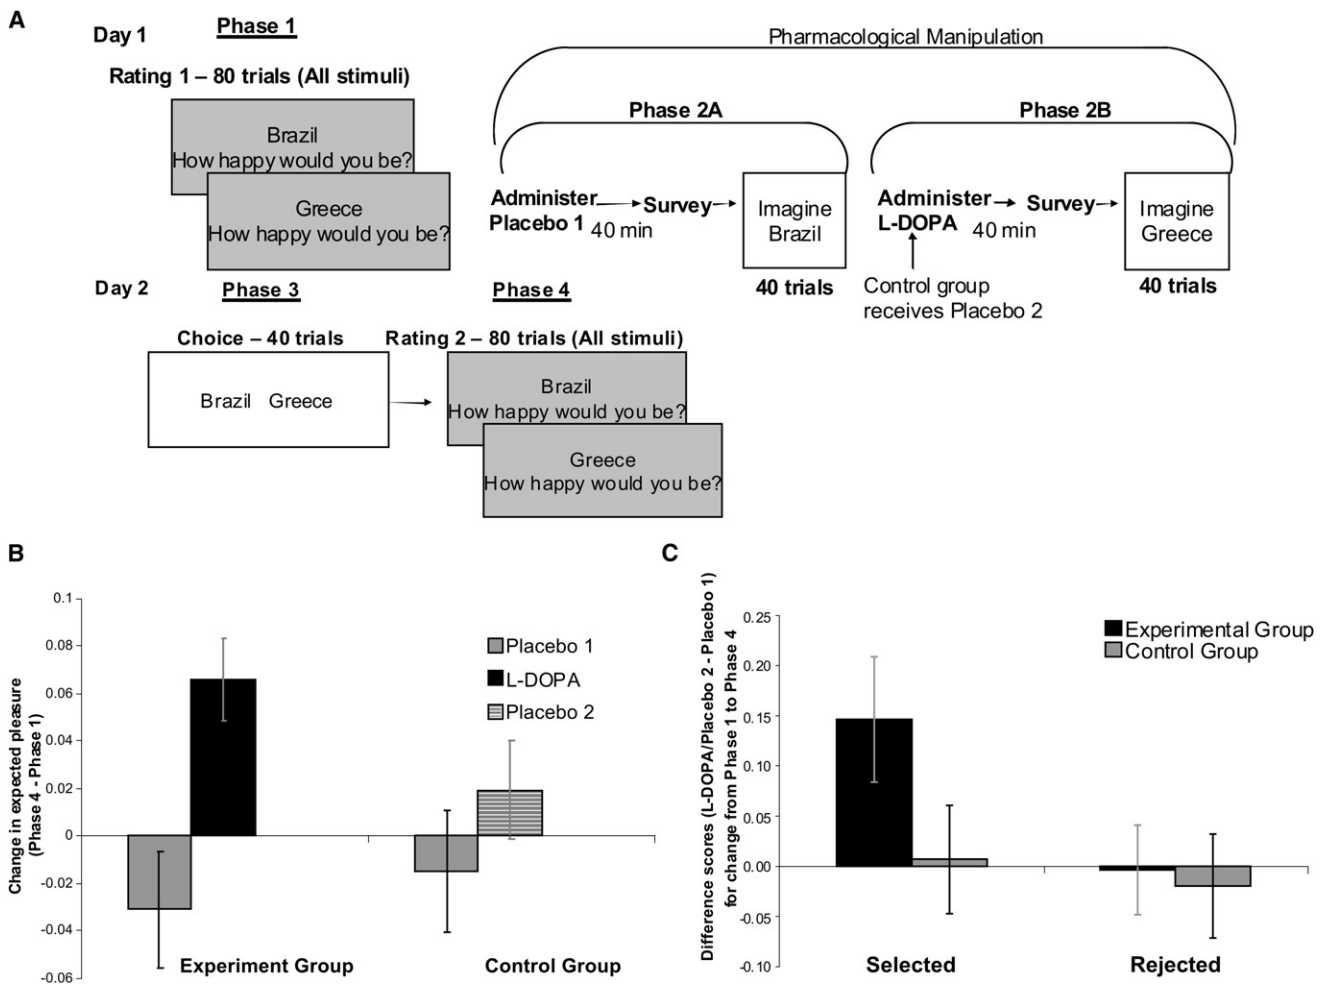 A
Day 1
Phase 1
Rating 1 – 80 trials (All stimuli)
Brazil
How happy would you be?
Greece
How happy would you be?
Pharmacological Manipulation
Phase 2A
Administer
Placebo 1
40 min
Survey
Imagine
Brazil
40 trials
Phase 2B
Administer
L-DOPA
40 min
Survey
Imagine
Greece
40 trials
Control group
receives Placebo 2
Day 2
Phase 3
Choice – 40 trials
Brazil Greece
Phase 4
Rating 2 – 80 trials (All stimuli)
Brazil
How happy would you be?
Greece
How happy would you be?
B
Change in expected pleasure
(Phase 4 - Phase 1)
0.1
0.08
0.06
0.04
0.02
0
-0.02
-0.04
-0.06
Placebo 1
L-DOPA
Placebo 2
Experiment Group
Control Group
C
Difference scores (L-DOPA/Placebo 2 - Placebo 1)
for change from Phase 1 to Phase 4
0.25
0.20
0.15
0.10
0.05
0.00
-0.05
-0.10
Experimental Group
Control Group
Selected
Rejected